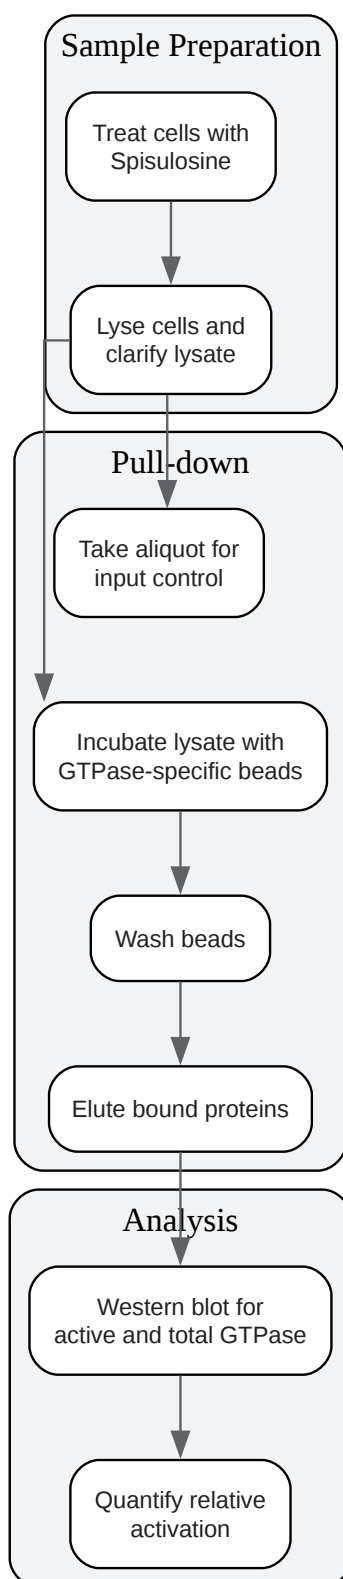 Sample Preparation
Treat cells with
Spisulosine
Lyse cells and
clarify lysate
Pull-down
Take aliquot for
input control
Incubate lysate with
GTPase-specific beads
Wash beads
Elute bound proteins
Analysis
Western blot for
active and total GTPase
Quantify relative
activation